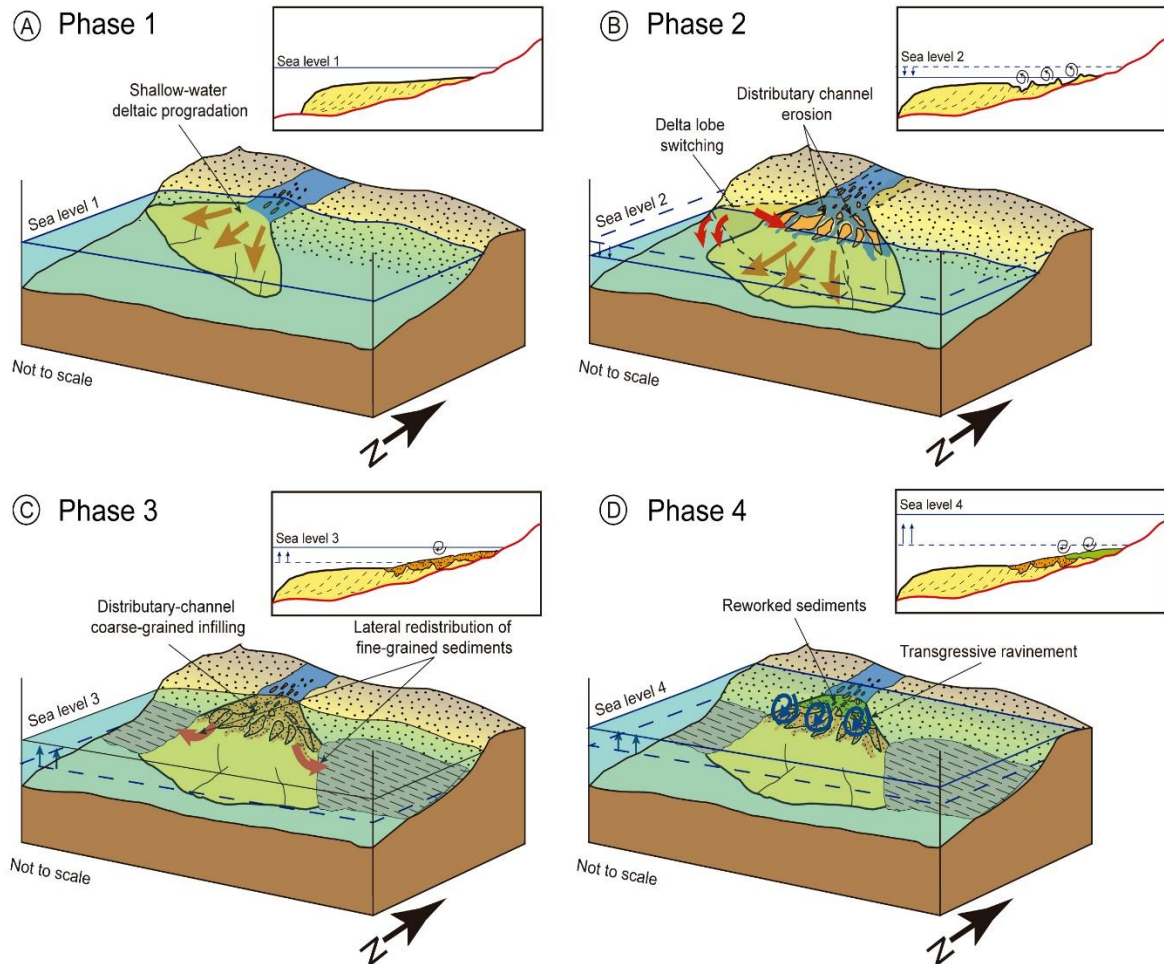 A Phase 1
Sea level 1
Shallow-water
deltaic progradation
Sea level 1
Not to scale
N
B Phase 2
Sea level 2
Distributary channel
erosion
Delta lobe
switching
Sea level 2
Not to scale
N
C Phase 3
Sea level 3
Distributary-channel
coarse-grained infilling
Lateral redistribution of
fine-grained sediments
Sea level 3
Not to scale
N
D Phase 4
Sea level 4
Reworked sediments
Transgressive ravinement
Sea level 4
Not to scale
N